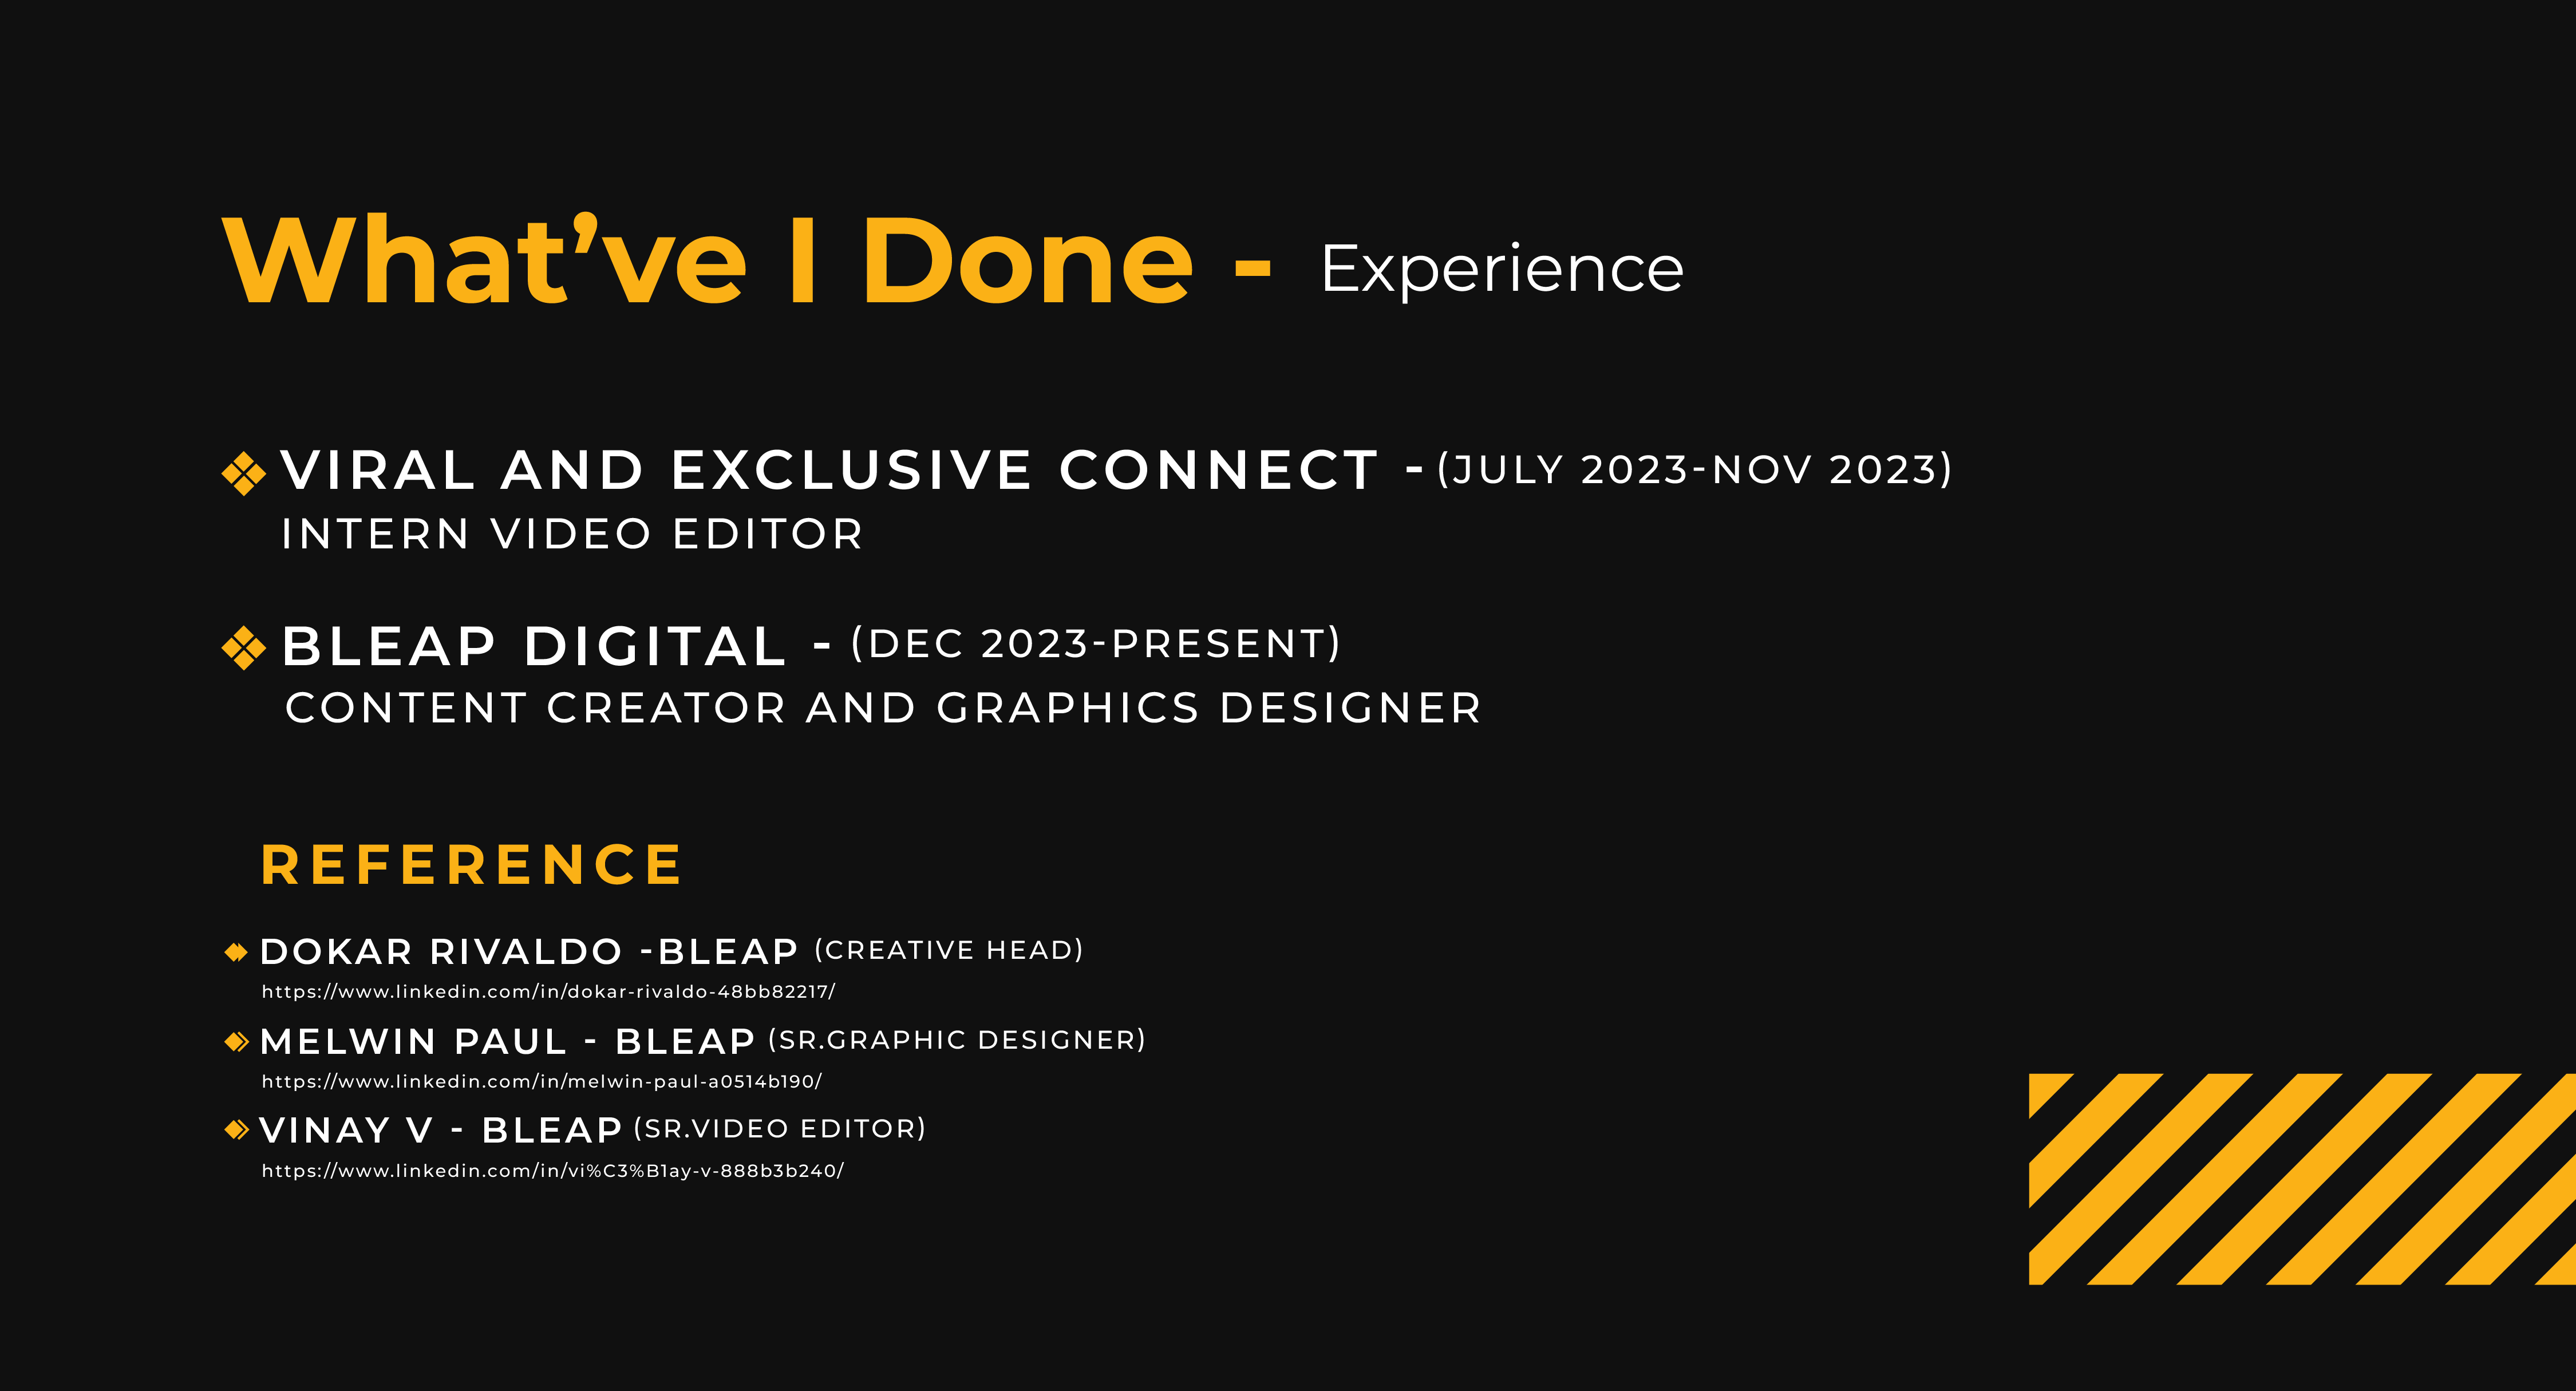 What’ve I Done - Experience
VIRAL AND EXCLUSIVE CONNECT - (JULY 2023-NOV 2023)
INTERN VIDEO EDITOR
BLEAP DIGITAL - (DEC 2023-PRESENT)
CONTENT CREATOR AND GRAPHICS DESIGNER
REFERENCE
DOKAR RIVALDO -BLEAP (CREATIVE HEAD)
https://www.linkedin.com/in/dokar-rivaldo-48bb82217/
MELWIN PAUL - BLEAP (SR.GRAPHIC DESIGNER)
https://www.linkedin.com/in/melwin-paul-a0514b190/
VINAY V - BLEAP (SR.VIDEO EDITOR)
https://www.linkedin.com/in/vi%C3%B1ay-v-888b3b240/